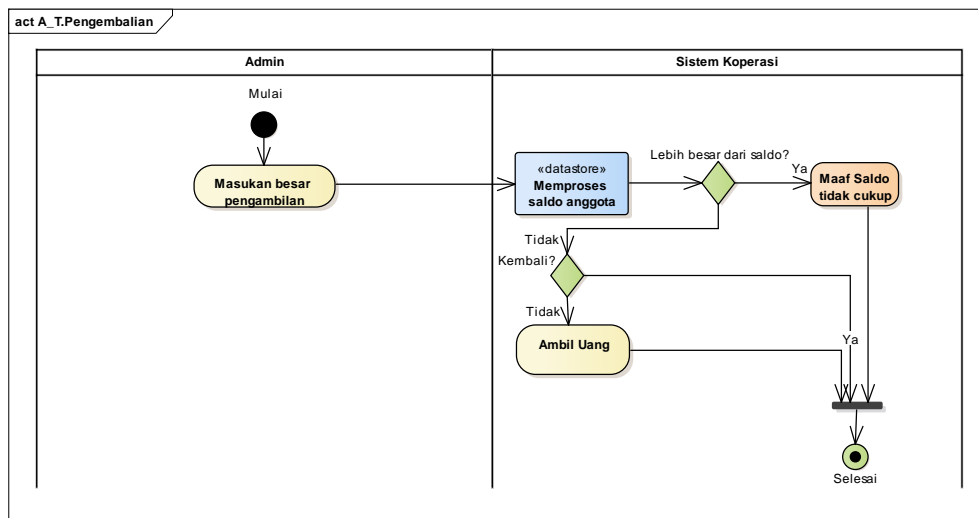 act A_T.Pengembalian
Admin
Sistem Koperasi
Mulai
Masukan besar
pengambilan
«datastore»
Memproses
saldo anggota
Lebih besar dari saldo?
Ya
Maaf Saldo
tidak cukup
Tidak
Kembali?
Tidak
Ambil Uang
Ya
Selesai